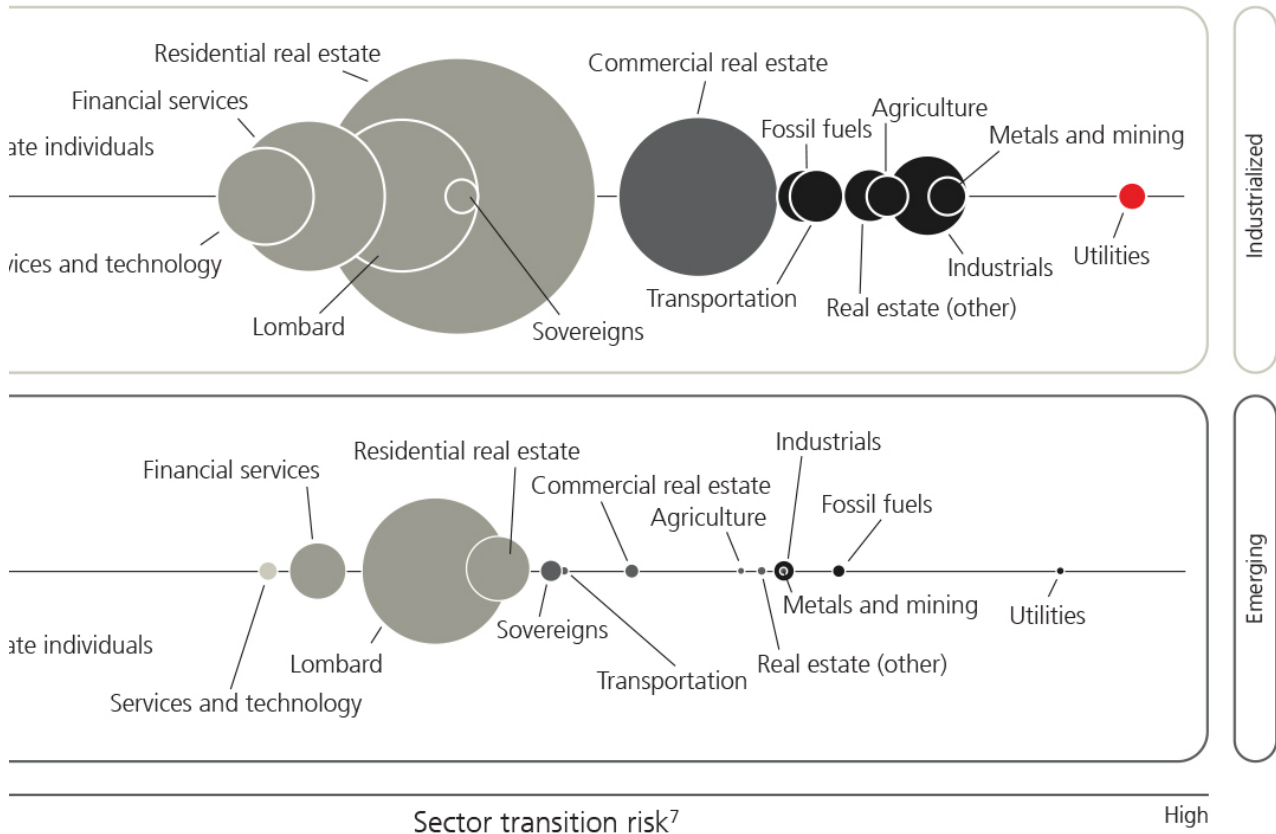 Residential real estate
Commercial real estate
Financial services
Agriculture
Fossil fuels
Metals and mining
ate individuals
vices and technology
Utilities
Industrials
Transportation
Real estate (other)
Lombard
Sovereigns
Industrialized
Industrials
Residential real estate
Financial services
Commercial real estate
Fossil fuels
Agriculture
Metals and mining
Utilities
Sovereigns
ate individuals
Lombard
Real estate (other)
Transportation
Services and technology
Emerging
High
Sector transition risk7